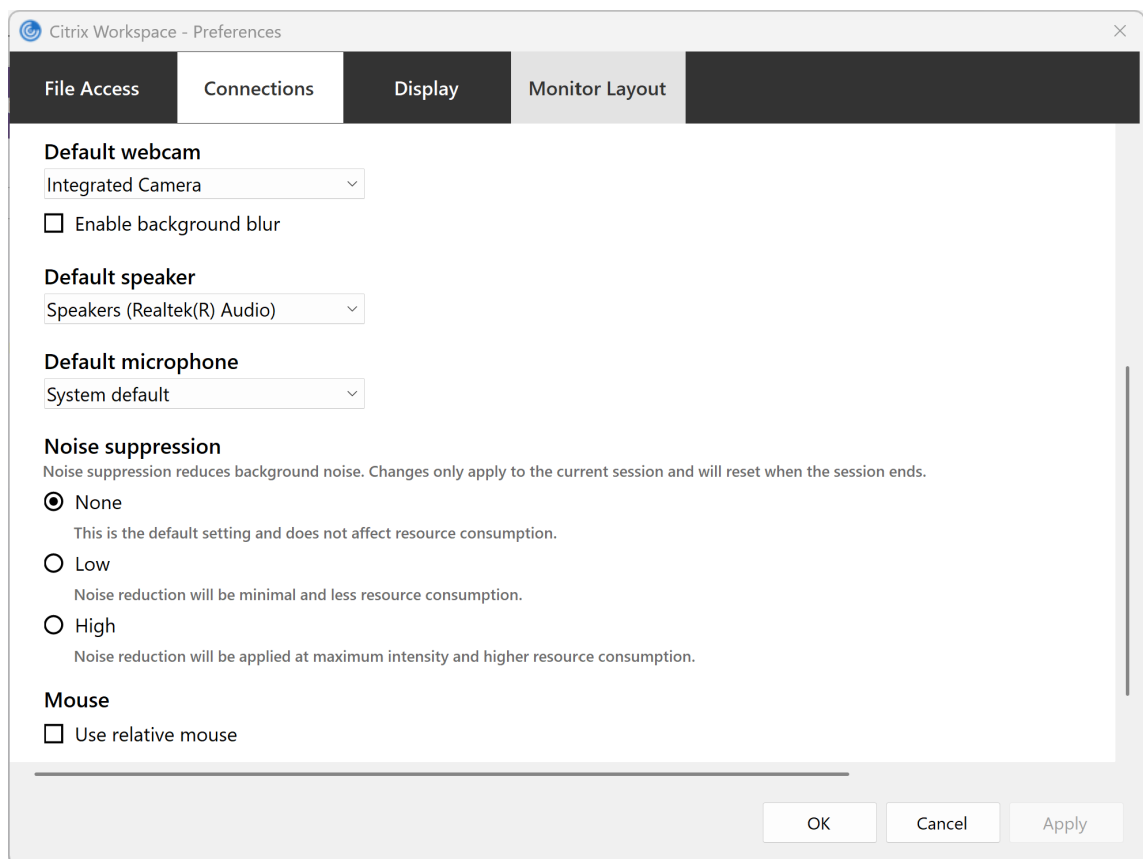 Citrix Workspace - Preferences
File Access
Connections
Display
Monitor Layout
Default webcam
Integrated Camera
Enable background blur
Default speaker
Speakers (Realtek(R) Audio)
Default microphone
System default
Noise suppression
Noise suppression reduces background noise. Changes only apply to the current session and will reset when the session ends.
None
This is the default setting and does not affect resource consumption.
Low
Noise reduction will be minimal and less resource consumption.
High
Noise reduction will be applied at maximum intensity and higher resource consumption.
Mouse
Use relative mouse
OK
Cancel
Apply